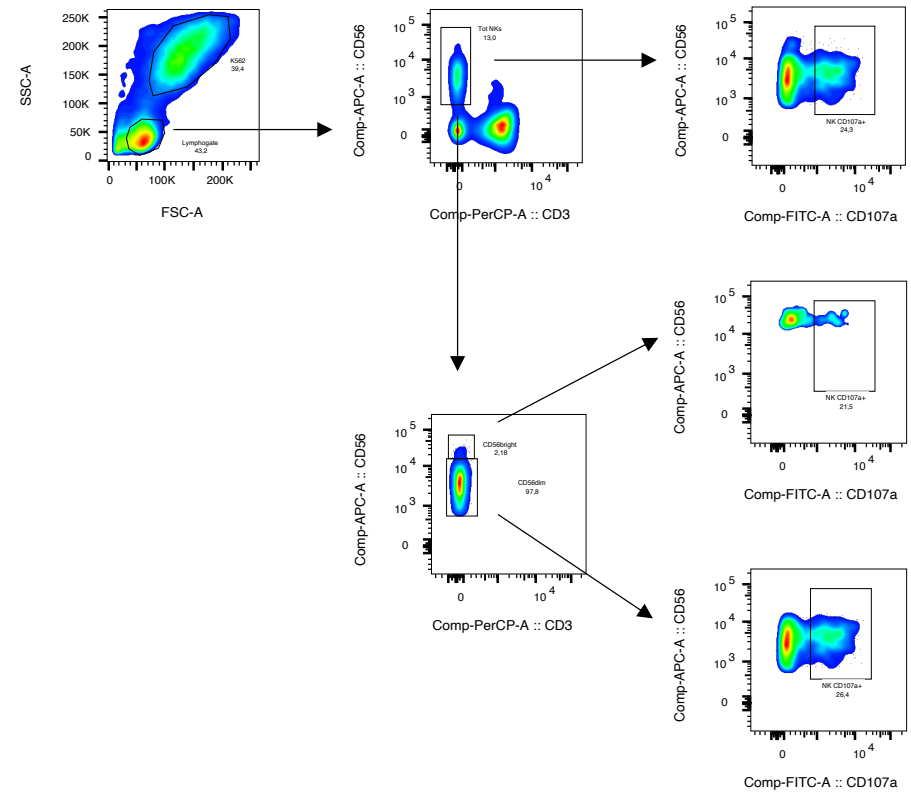 250K
200K
150K
100K
50K
0
SSC-A
K562
39,4
Lymphogate
43,2
0 100K 200K
FSC-A
10 5
10 4
10 3
0
Comp-APC-A :: CD56
Tot NKs
13,0
0 10 4
Comp-PerCP-A :: CD3
10 5
10 4
10 3
0
Comp-APC-A :: CD56
NK CD107a+
24,3
0 10 4
Comp-FITC-A :: CD107a
10 5
10 4
10 3
0
Comp-APC-A :: CD56
NK CD107a+
21,5
0 10 4
Comp-FITC-A :: CD107a
10 5
10 4
10 3
0
Comp-APC-A :: CD56
CD56bright
2,18
CD56dim
97,8
0 10 4
Comp-PerCP-A :: CD3
10 5
10 4
10 3
0
Comp-APC-A :: CD56
NK CD107a+
26,4
0 10 4
Comp-FITC-A :: CD107a